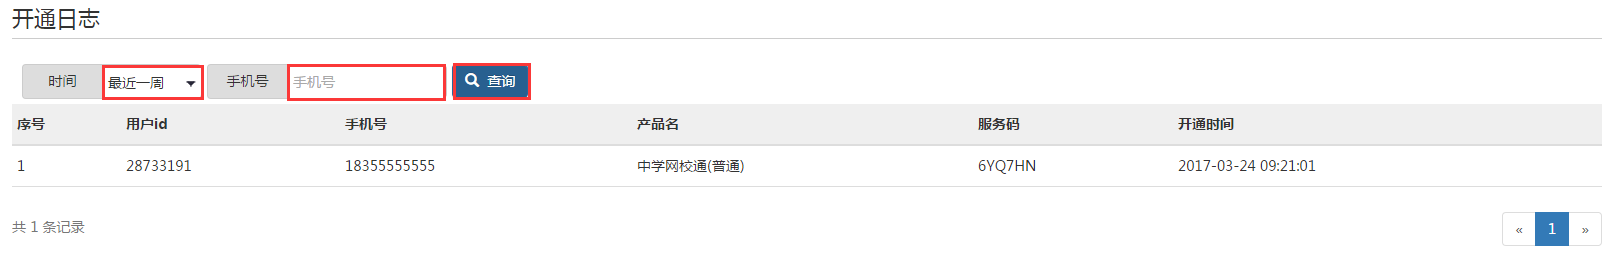 开通日志
时间 最近一周 手机号 手机号 查询
序号 用户id 手机号 产品名 服务码 开通时间
1 28733191 18355555555 中学网校通(普通) 6YQ7HN 2017-03-24 09:21:01
共 1 条记录 « 1 »